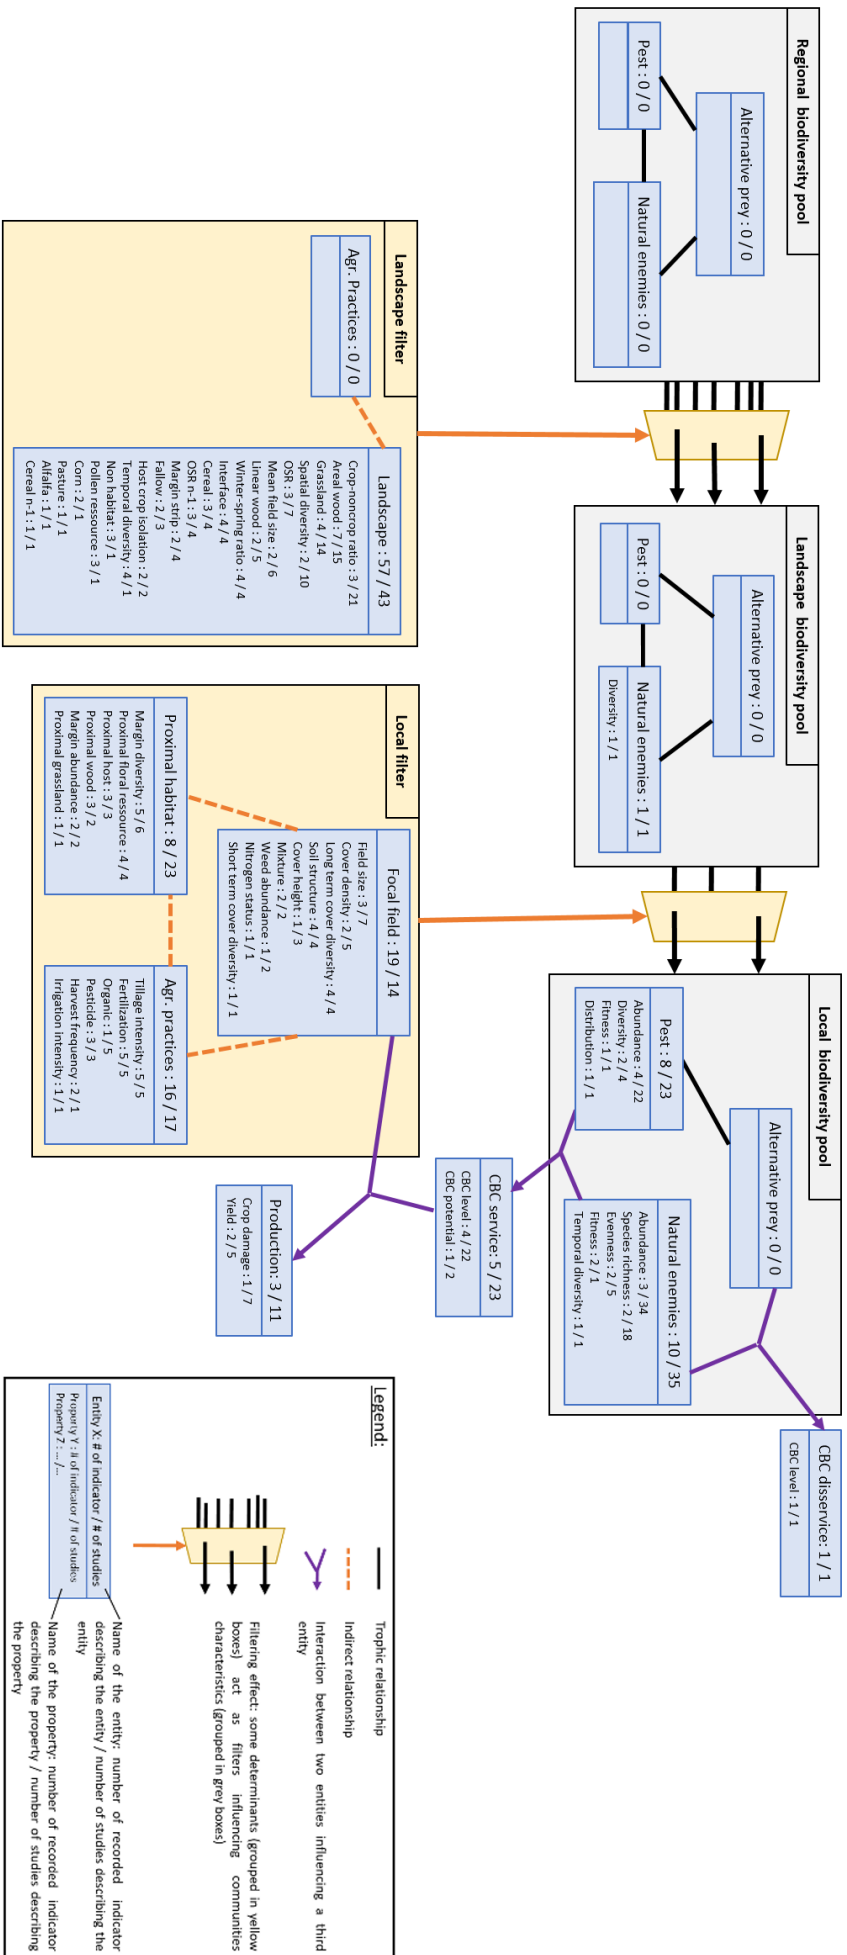 Regional biodiversity pool
Alternative prey : 0 / 0
Pest : 0 / 0
Natural enemies : 0 / 0
Landscape biodiversity pool
Alternative prey : 0 / 0
Pest : 0 / 0
Natural enemies : 1 / 1
Diversity : 1 / 1
Local biodiversity pool
Alternative prey : 0 / 0
Pest : 8 / 23
Abundance : 4 / 22
Diversity : 2 / 4
Fitness : 1 / 1
Distribution : 1 / 1
Natural enemies : 10 / 35
Abundance : 3 / 34
Species richness : 2 / 18
Evenness : 2 / 5
Fitness : 2 / 1
Temporal diversity : 1 / 1
CBC disservice: 1 / 1
CBC level : 1 / 1
CBC service: 5 / 23
CBC level : 4 / 22
CBC potential : 1 / 2
Production: 3 / 11
Crop damage : 1 / 7
Yield : 2 / 5
Landscape filter
Agr. Practices : 0 / 0
Landscape : 57 / 43
Crop-noncrop ratio : 3 / 21
Areal wood : 7 / 15
Grassland : 4 / 14
Spatial diversity : 2 / 10
OSR : 3 / 7
Mean field size : 2 / 6
Linear wood : 2 / 5
Winter-spring ratio : 4 / 4
Interface : 4 / 4
Cereal : 3 / 4
OSR n-1 : 3 / 4
Margin strip : 2 / 4
Fallow : 2 / 3
Host crop isolation : 2 / 2
Temporal diversity : 4 / 1
Non habitat : 3 / 1
Pollen ressource : 3 / 1
Corn : 2 / 1
Pasture : 1 / 1
Alfalfa : 1 / 1
Cereal n-1 : 1 / 1
Local filter
Focal field : 19 / 14
Field size : 3 / 7
Cover density : 2 / 5
Long term cover diversity : 4 / 4
Soil structure : 4 / 4
Cover height : 1 / 3
Mixture : 2 / 2
Weed abundance : 1 / 2
Nitrogen status : 1 / 1
Short term cover diversity : 1 / 1
Proximal habitat : 8 / 23
Margin diversity : 5 / 6
Proximal floral ressource : 4 / 4
Proximal host : 3 / 3
Proximal wood : 3 / 2
Margin abundance : 2 / 2
Proximal grassland : 1 / 1
Agr. practices : 16 / 17
Tillage intensity : 5 / 5
Fertilization : 5 / 5
Organic : 1 / 5
Pesticide : 3 / 3
Harvest frequency : 2 / 1
Irrigation intensity : 1 / 1
Legend:
Trophic relationship
Indirect relationship
Interaction between two entities influencing a third
entity
Filtering effect: some determinants (grouped in yellow
boxes) act as filters influencing communities
characteristics (grouped in grey boxes)
Entity X: # of indicator / # of studies
Property Y : # of indicator / # of studies
Property Z : ... /...
Name of the entity: number of recorded indicator
describing the entity / number of studies describing the
entity
Name of the property: number of recorded indicator
describing the property / number of studies describing
the property